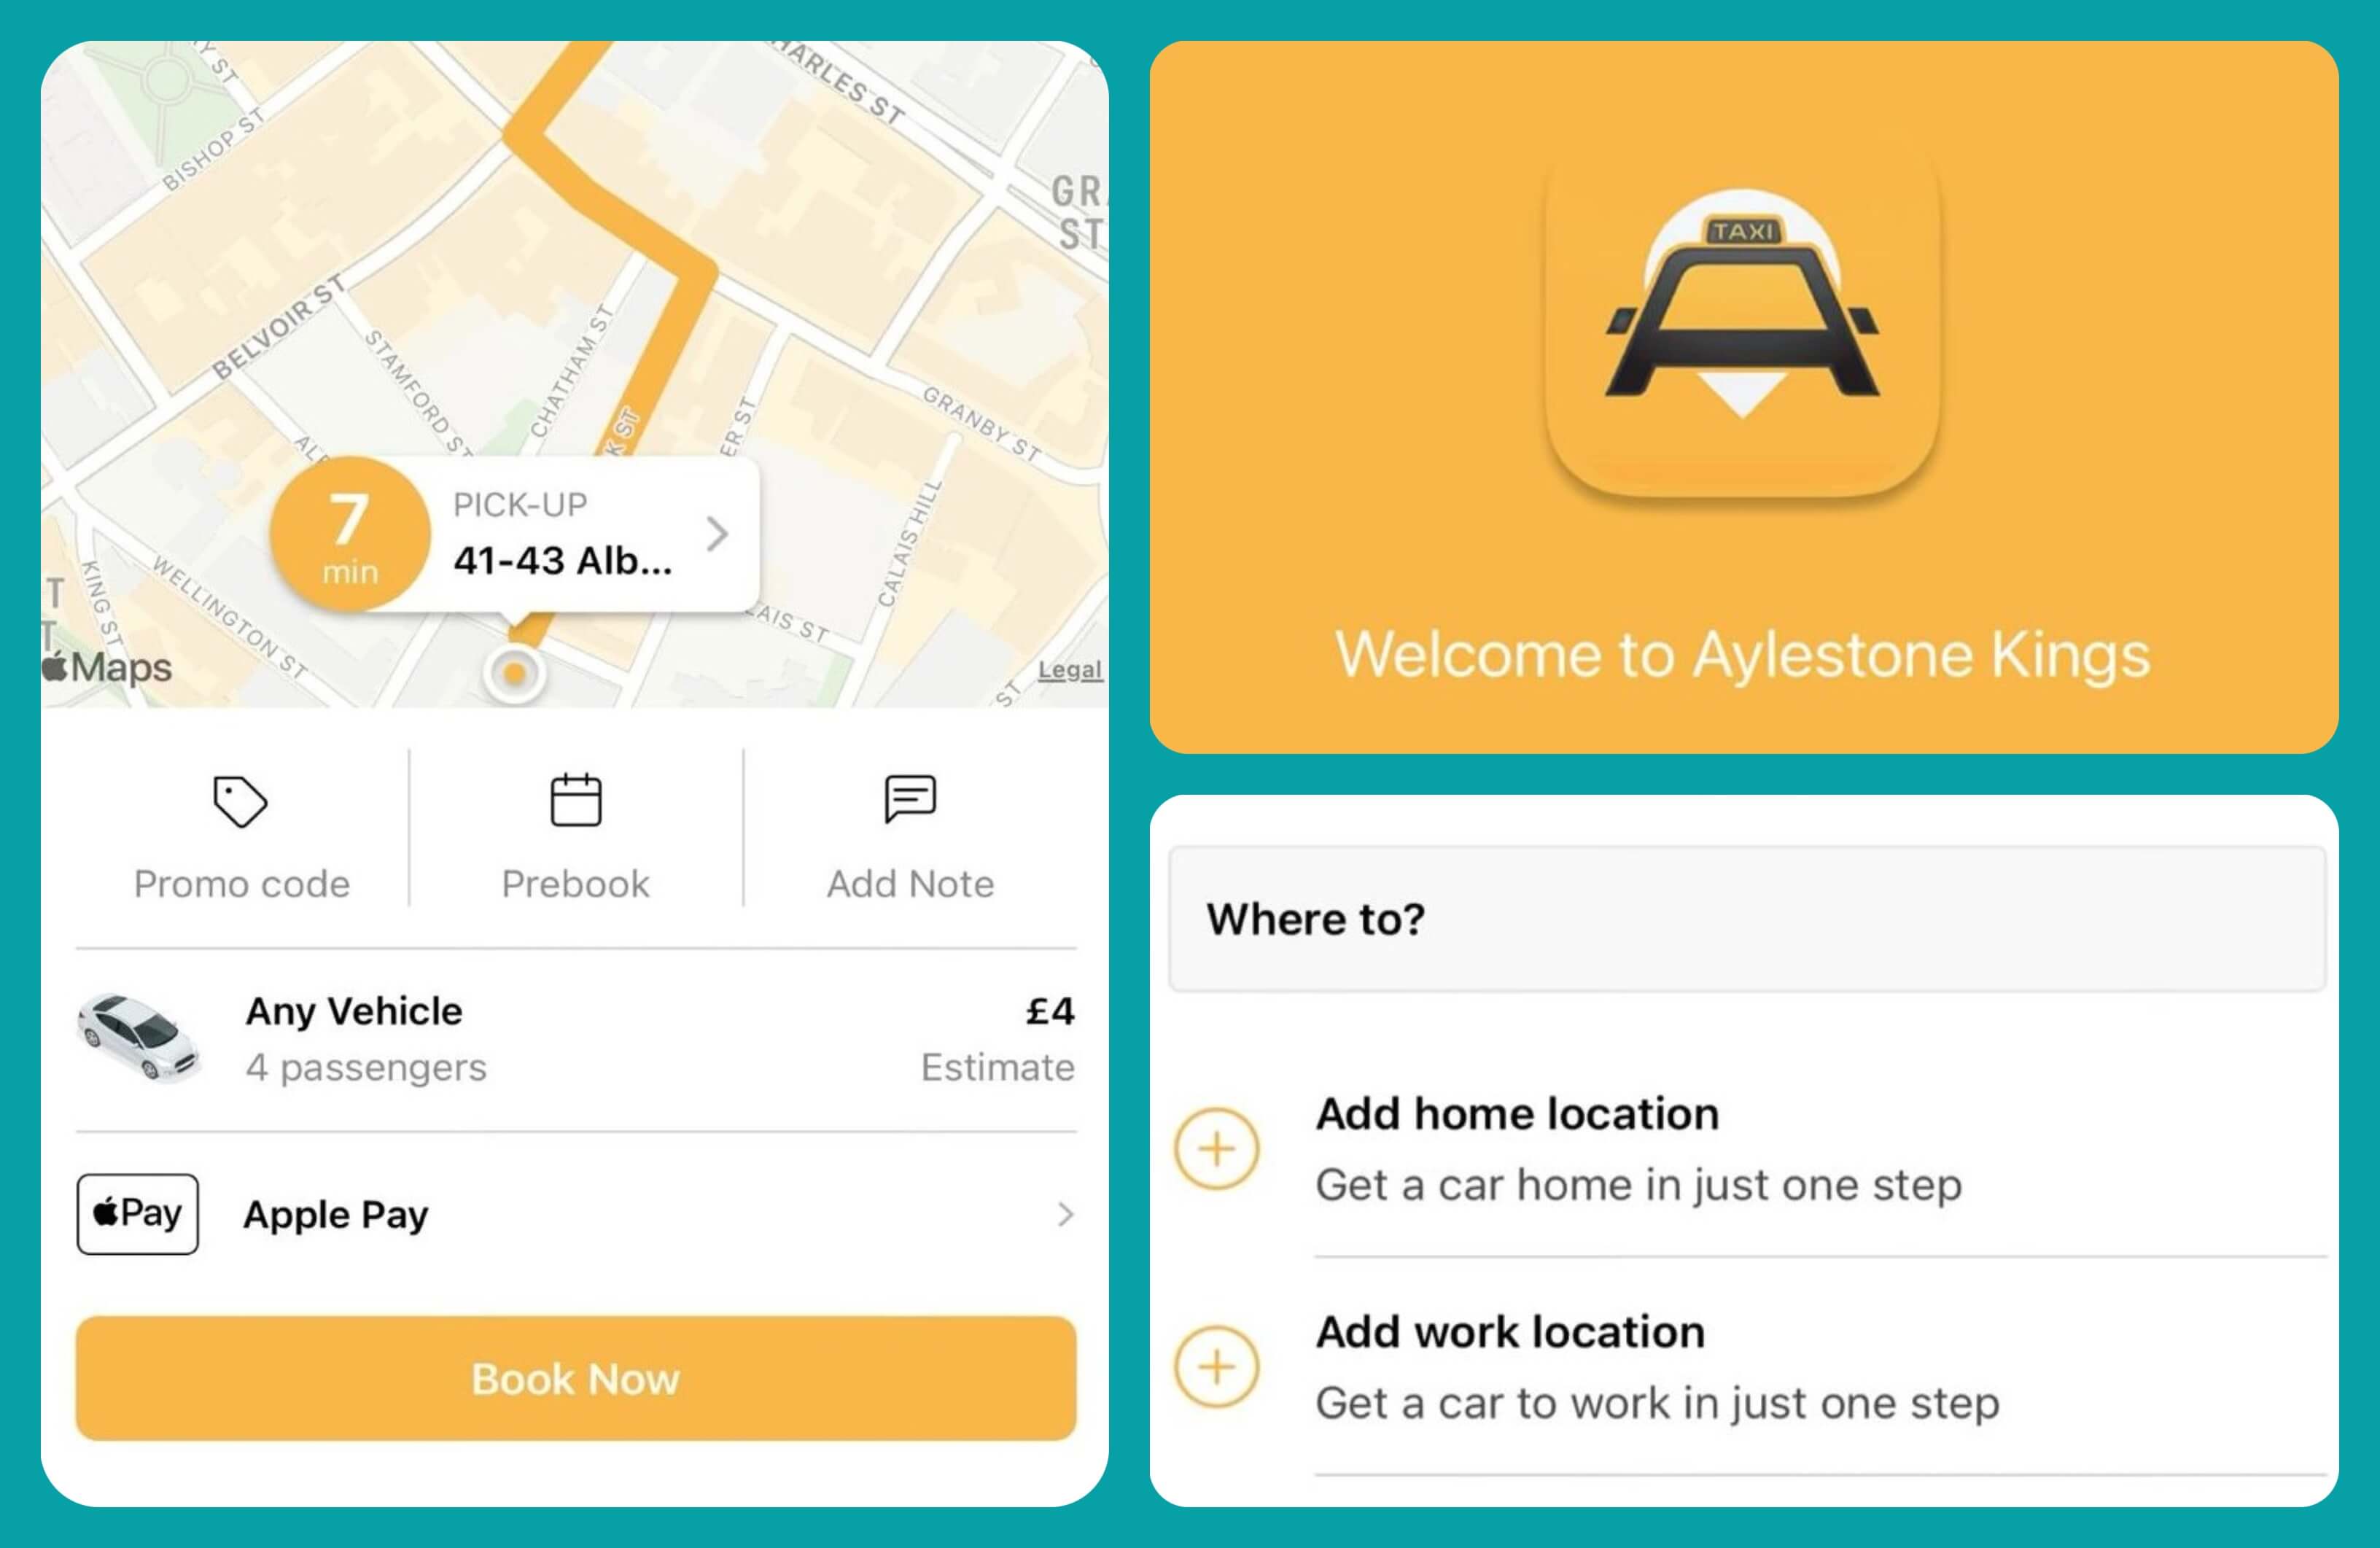 HARLES ST
Y ST
BISHOP ST
GR
ST
BELVOIR ST
STAMFORD ST
CHATHAM ST
K ST
ER ST
GRANBY ST
CALAIS HILL
AL
7
min
PICK-UP
41-43 Alb...
AIS ST
WELLINGTON ST
KING ST
T
T
Maps
Legal
ST
Promo code
Prebook
Add Note
Any Vehicle
£4
4 passengers
Estimate
Pay
Apple Pay
Book Now
TAXI
Welcome to Aylestone Kings
Where to?
Add home location
Get a car home in just one step
Add work location
Get a car to work in just one step